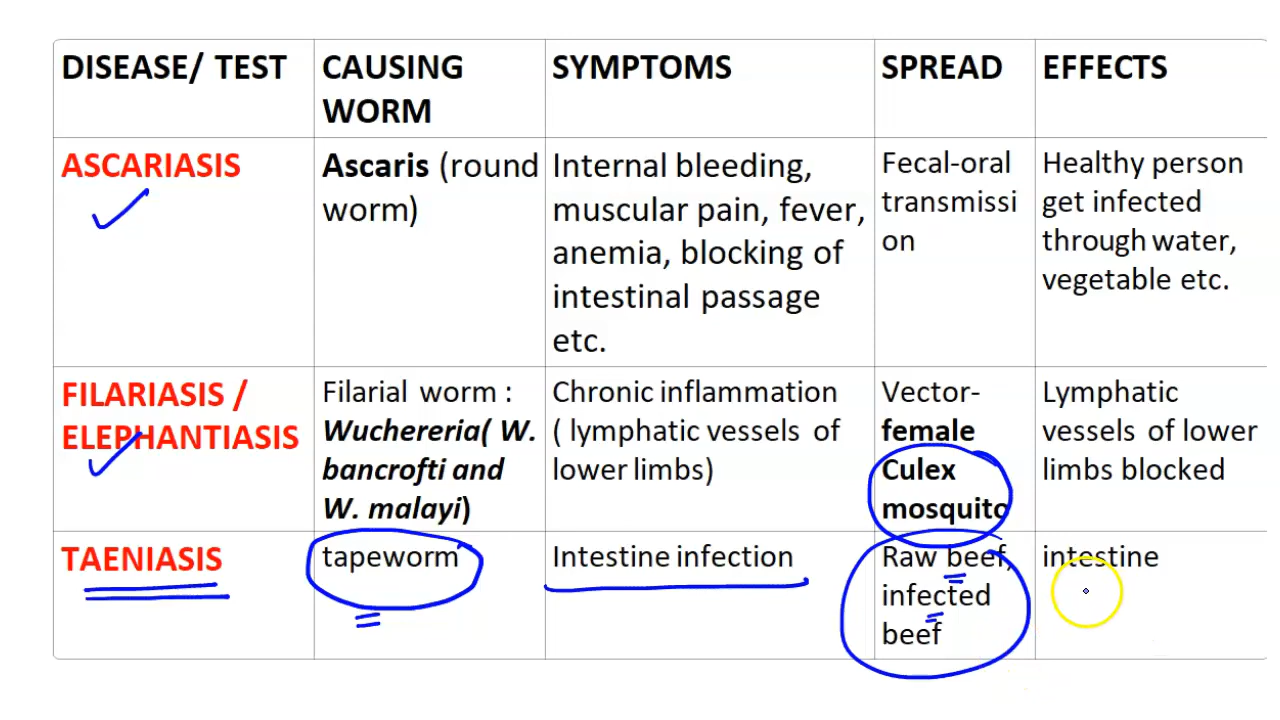 DISEASE/ TEST
CAUSING
WORM
SYMPTOMS
SPREAD
EFFECTS
ASCARIASIS
Ascaris (round
worm)
Internal bleeding,
muscular pain, fever,
anemia, blocking of
intestinal passage
etc.
Fecal-oral
transmissi
on
Healthy person
get infected
through water,
vegetable etc.
FILARIASIS /
ELEPHANTIASIS
Filarial worm :
Wuchereria( W.
bancrofti and
W. malayi)
Chronic inflammation
( lymphatic vessels of
lower limbs)
Vector-
female
Culex
mosquito
Lymphatic
vessels of lower
limbs blocked
TAENIASIS
tapeworm
Intestine infection
Raw beef,
infected
beef
intestine